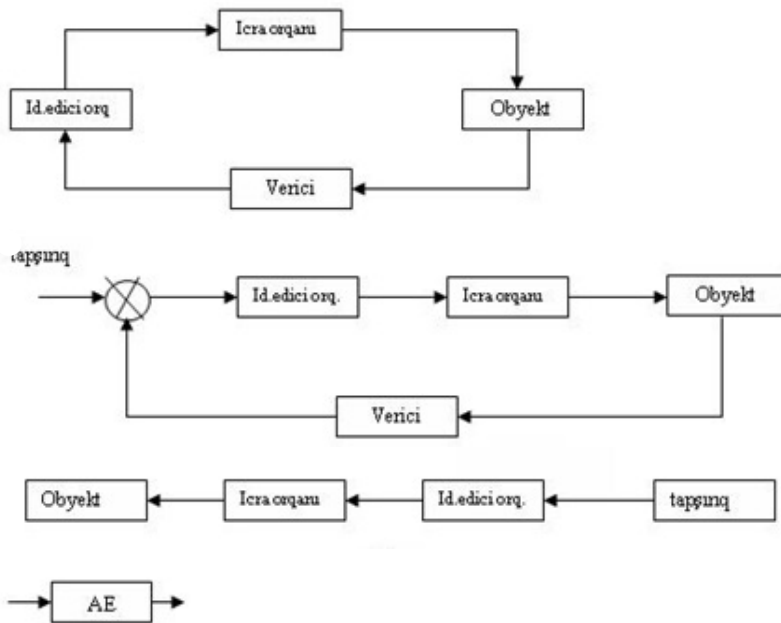 Icra orqanı
Id.edici orq
Obyekt
Verici
tapşırıq
Id.edici orq.
Icra orqanı
Obyekt
Verici
Obyekt
Icra orqanı
Id.edici orq.
tapşırıq
AE